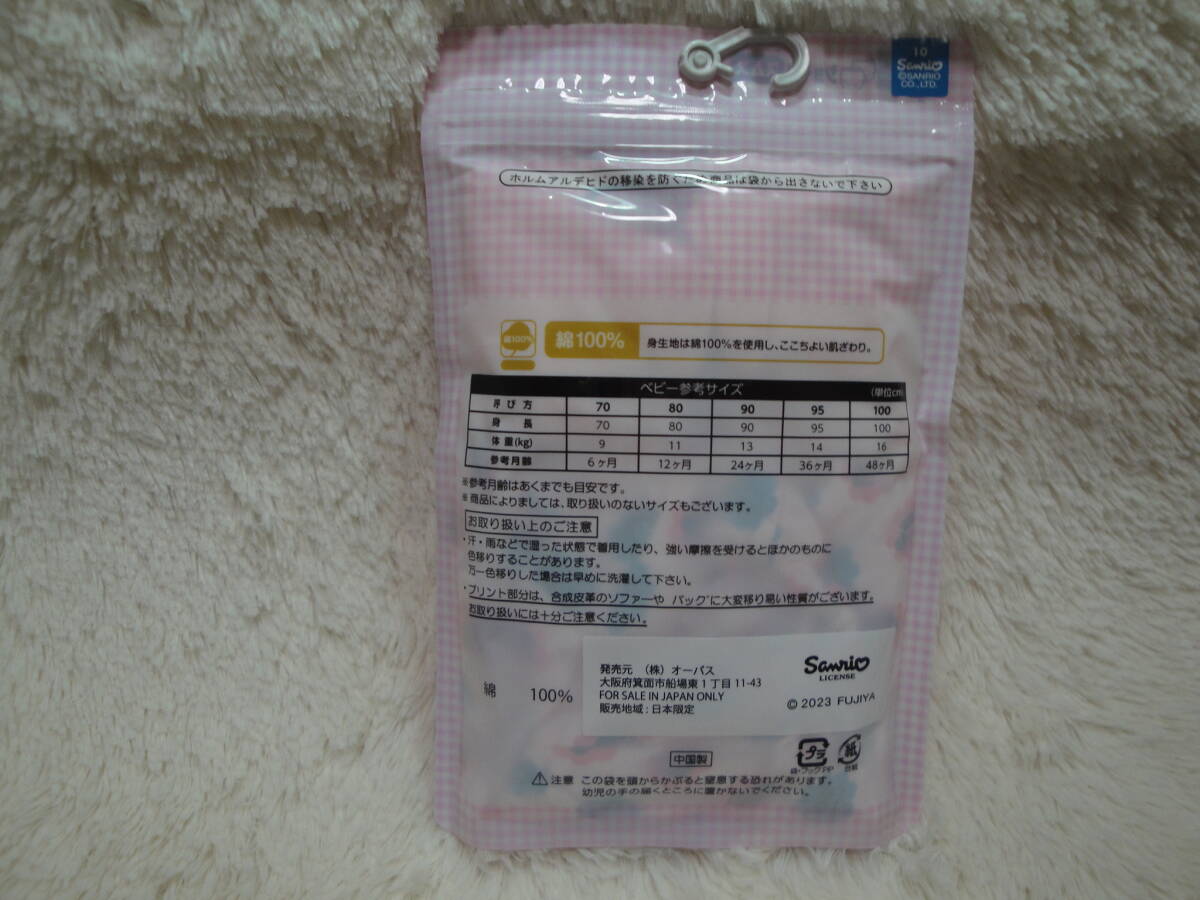 10
Sanrio
©SANRIO
CO.,LTD.
ホルムアルデヒドの移染を防ぐため商品は袋から出さないで下さい
綿100%
綿100% 身生地は綿100%を使用し、ここちよい肌ざわり。
ベビー参考サイズ (単位cm)
呼び方 70 80 90 95 100
身長 70 80 90 95 100
体重(kg) 9 11 13 14 16
参考月齢 6ヶ月 12ヶ月 24ヶ月 36ヶ月 48ヶ月
※参考月齢はあくまでも目安です。
※商品によりましては、取り扱いのないサイズもございます。
お取り扱い上のご注意
・汗・雨などで湿った状態で着用したり、強い摩擦を受けるとほかのものに
色移りすることがあります。
万一色移りした場合は早めに洗濯して下さい。
・プリント部分は、合成皮革のソファーや バックに大変移り易い性質がございます。
お取り扱いには十分ご注意ください。
発売元 (株)オーパス
大阪府箕面市船場東1丁目11-43
FOR SALE IN JAPAN ONLY
販売地域:日本限定
Sanrio
LICENSE
© 2023 FUJIYA
綿 100%
中国製
プラ
袋・フックPP
紙
台紙
⚠注意 この袋を頭からかぶると窒息する恐れがあります。
幼児の手の届くところに置かないでください。